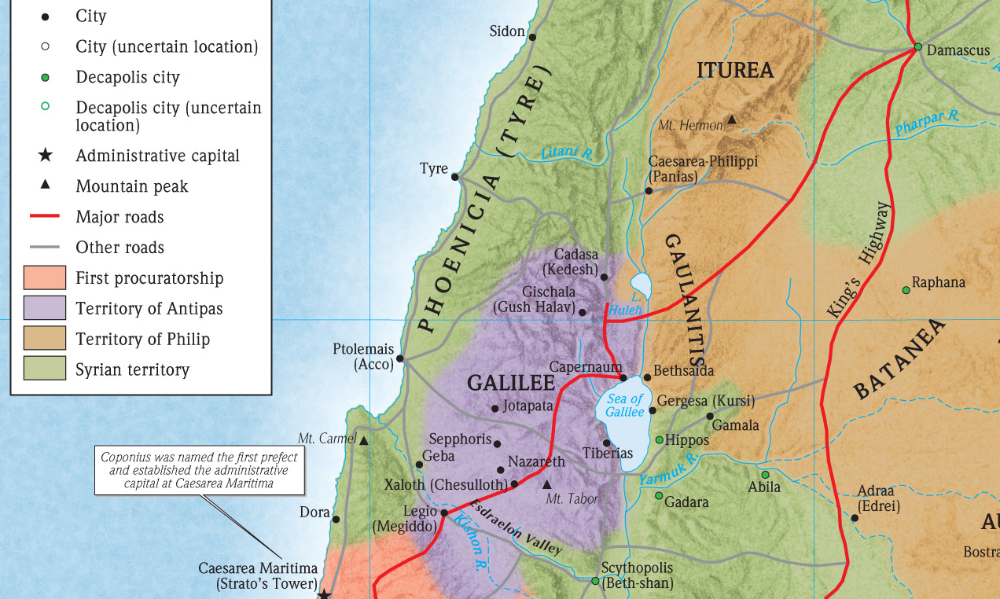 City
City (uncertain location)
Decapolis city
Decapolis city (uncertain
location)
Administrative capital
Mountain peak
Major roads
Other roads
First procuratorship
Territory of Antipas
Territory of Philip
Syrian territory
Sidon
Damascus
ITUREA
PHOENICIA (TYRE)
Mt. Hermon
Pharpar R.
Litani R.
Tyre
Caesarea-Philippi
(Panias)
King's Highway
GAULANITIS
Cadasa
(Kedesh)
Gischala
(Gush Halav)
L.
Huleh
Raphana
BATANEA
Ptolemais
(Acco)
Capernaum
Bethsaida
GALILEE
Jotapata
Sea of
Galilee
Gergesa (Kursi)
Gamala
Mt. Carmel
Sepphoris
Hippos
Geba
Tiberias
Nazareth
Yarmuk R.
Xaloth (Chesulloth)
Mt. Tabor
Abila
Gadara
Adraa
(Edrei)
Coponius was named the first prefect
and established the administrative
capital at Caesarea Maritima
Dora
Legio
(Megiddo)
Esdraelon Valley
Kishon R.
AU
Bostra
Caesarea Maritima
(Strato's Tower)
Scythopolis
(Beth-shan)